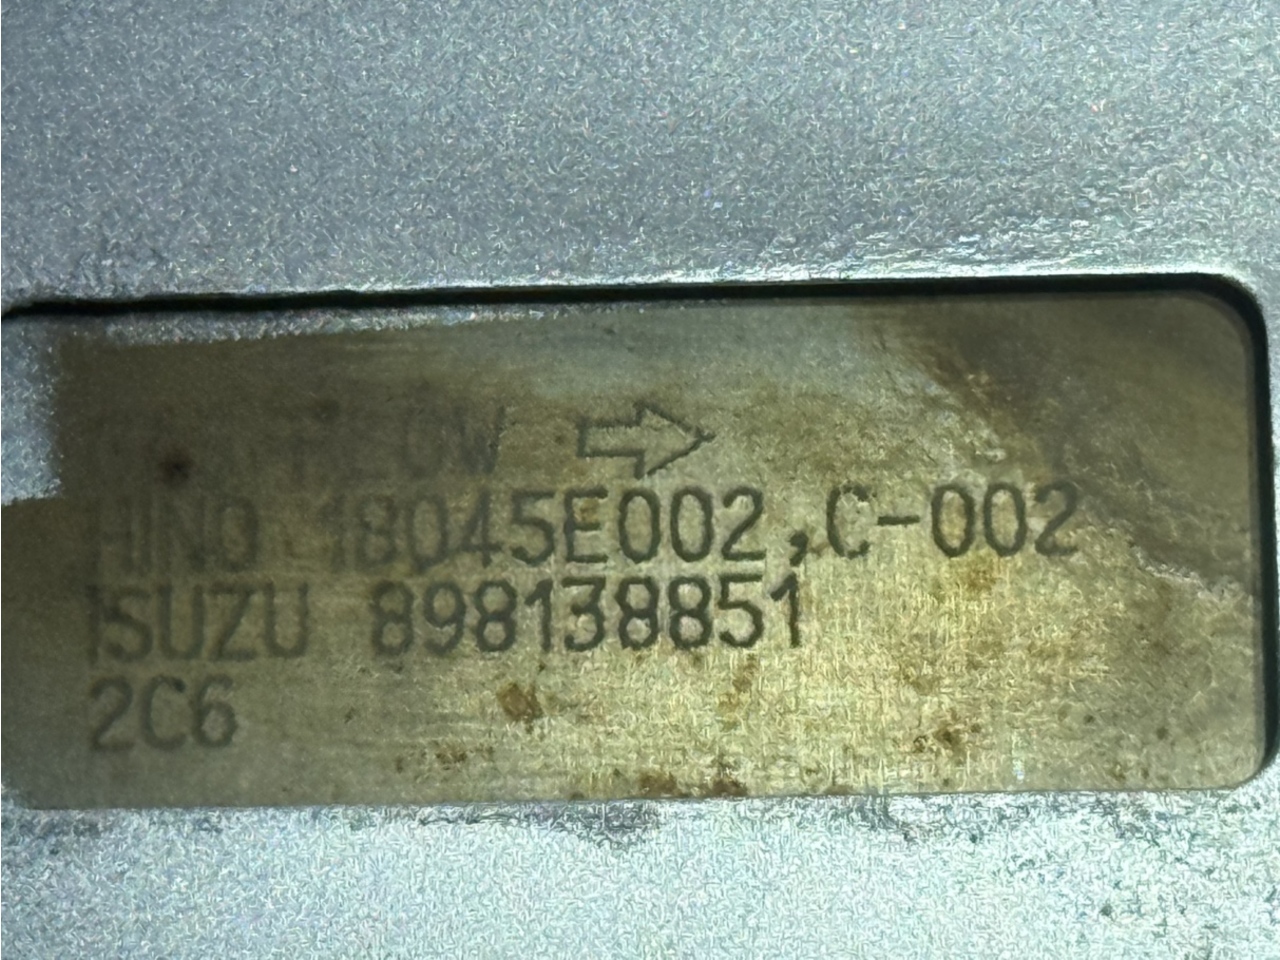 FLOW
HINO 18045E002,C-002
ISUZU 898138851
2C6